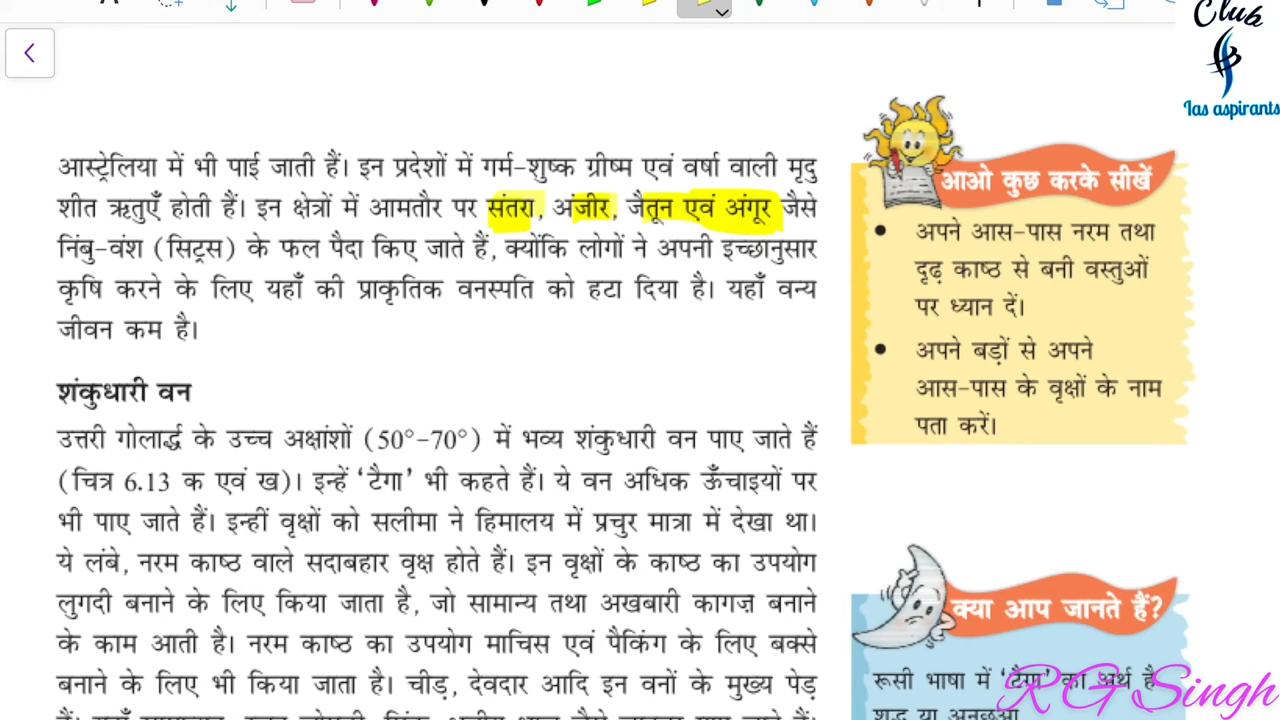 Club
Ias aspirants
आस्ट्रेलिया में भी पाई जाती हैं। इन प्रदेशों में गर्म-शुष्क ग्रीष्म एवं वर्षा वाली मृदु
शीत ऋतुएँ होती हैं। इन क्षेत्रों में आमतौर पर संतरा, अंजीर, जैतून एवं अंगूर जैसे
निंबु-वंश (सिट्रस) के फल पैदा किए जाते हैं, क्योंकि लोगों ने अपनी इच्छानुसार
कृषि करने के लिए यहाँ की प्राकृतिक वनस्पति को हटा दिया है। यहाँ वन्य
जीवन कम है।
शंकुधारी वन
उत्तरी गोलार्द्ध के उच्च अक्षांशों (50°-70°) में भव्य शंकुधारी वन पाए जाते हैं
(चित्र 6.13 क एवं ख)। इन्हें ‘टैगा’ भी कहते हैं। ये वन अधिक ऊँचाइयों पर
भी पाए जाते हैं। इन्हीं वृक्षों को सलीमा ने हिमालय में प्रचुर मात्रा में देखा था।
ये लंबे, नरम काष्ठ वाले सदाबहार वृक्ष होते हैं। इन वृक्षों के काष्ठ का उपयोग
लुगदी बनाने के लिए किया जाता है, जो सामान्य तथा अखबारी कागज़ बनाने
के काम आती है। नरम काष्ठ का उपयोग माचिस एवं पैकिंग के लिए बक्से
बनाने के लिए भी किया जाता है। चीड़, देवदार आदि इन वनों के मुख्य पेड़
आओ कुछ करके सीखें
• अपने आस-पास नरम तथा
दृढ़ काष्ठ से बनी वस्तुओं
पर ध्यान दें।
• अपने बड़ों से अपने
आस-पास के वृक्षों के नाम
पता करें।
क्या आप जानते हैं?
रूसी भाषा में ‘टैगा’ का अर्थ है
शुद्ध या अनछुआ
RG Singh